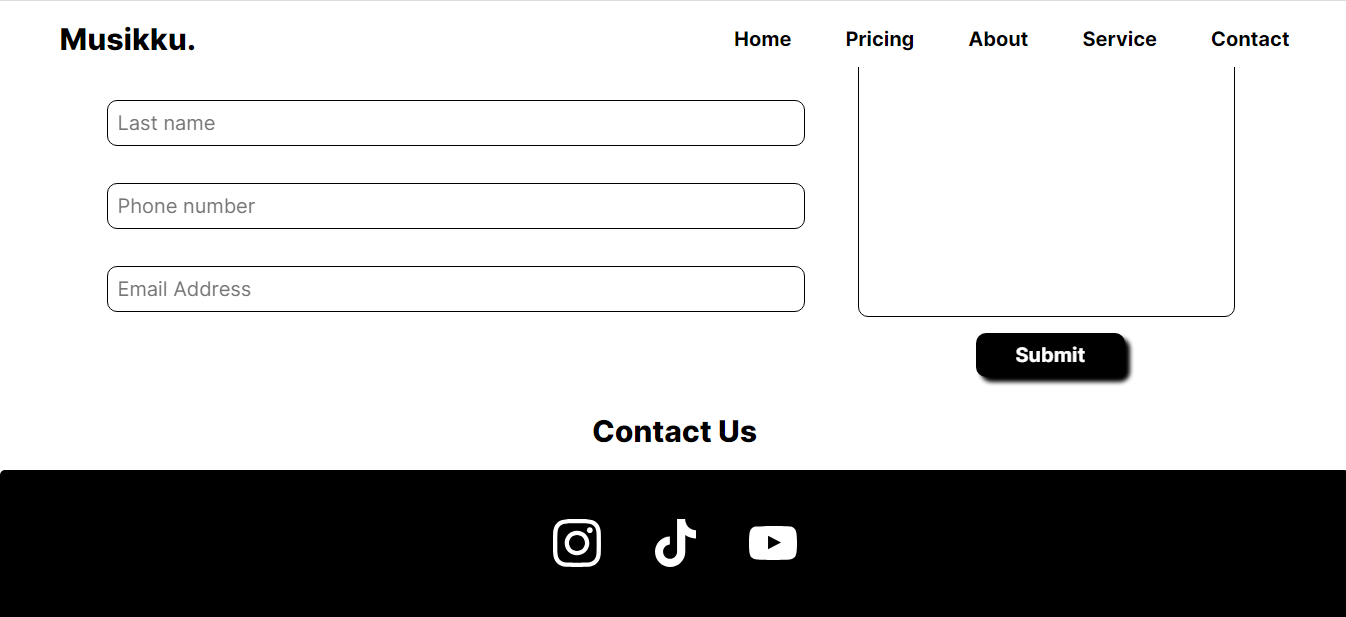 Musikku.
Home Pricing About Service Contact
Last name
Phone number
Email Address
Submit
Contact Us